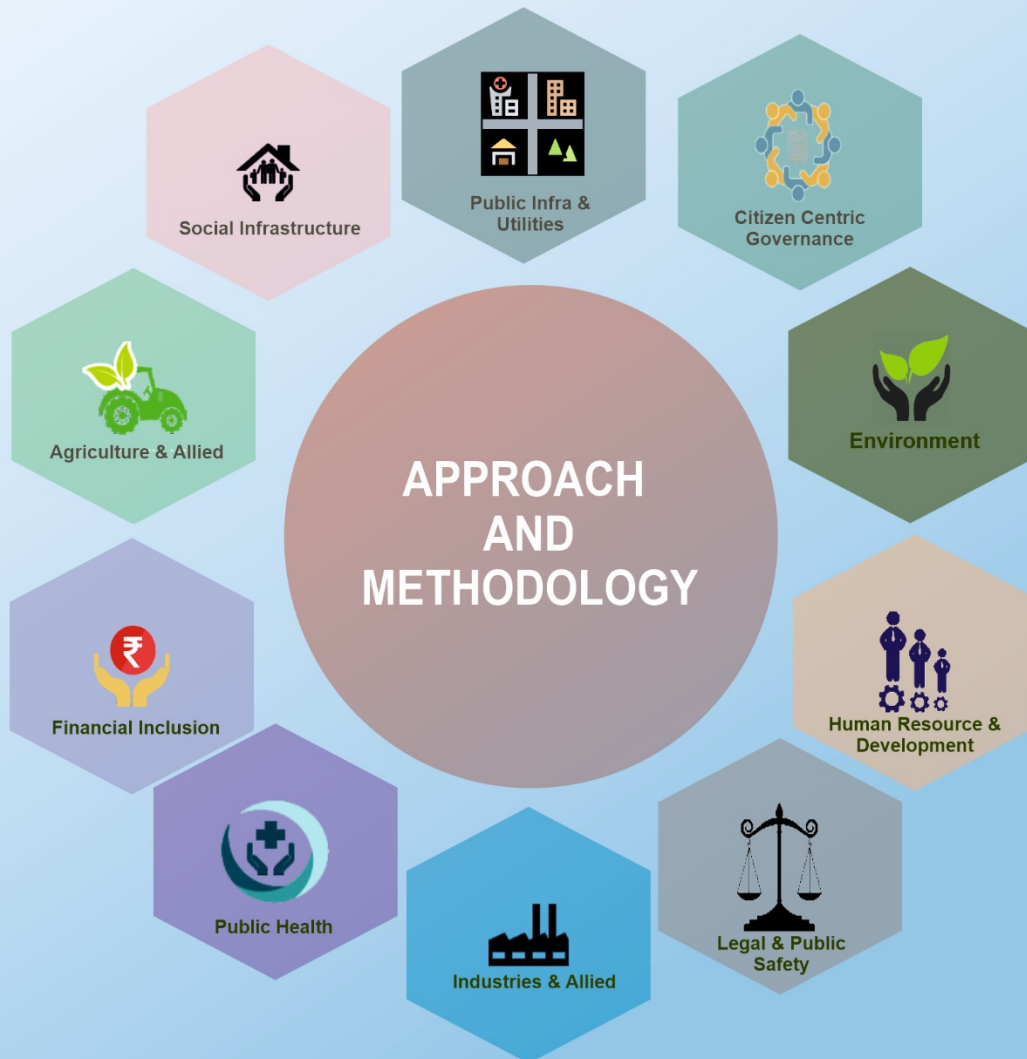 Public Infra &
Utilities
Citizen Centric
Governance
Social Infrastructure
Environment
Agriculture & Allied
APPROACH
AND
METHODOLOGY
₹
Financial Inclusion
Human Resource &
Development
Public Health
Legal & Public
Safety
Industries & Allied